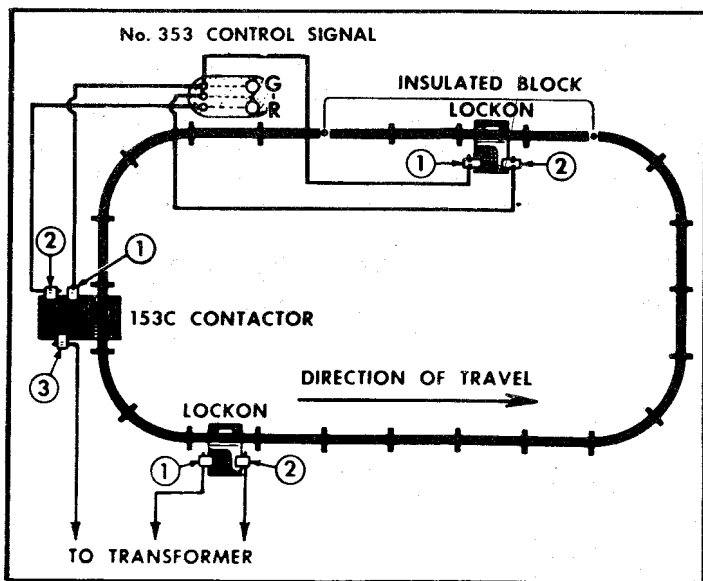 No. 353 CONTROL SIGNAL
G
R
INSULATED BLOCK
LOCKON
1
2
2
1
153C CONTACTOR
3
DIRECTION OF TRAVEL
LOCKON
1
2
TO TRANSFORMER